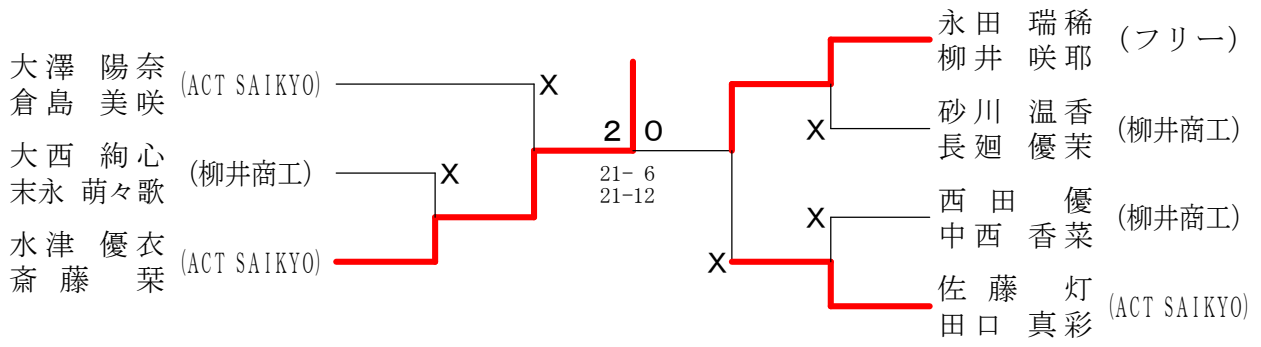 大澤 陽奈
倉島 美咲
(ACT SAIKYO)
X
大西 絢心
末永 萌々歌
(柳井商工)
X
水津 優衣
斎藤 栞
(ACT SAIKYO)
2 0
21- 6
21-12
永田 瑞稀
柳井 咲耶
(フリー)
X
砂川 温香
長廻 優茉
(柳井商工)
X
西田 優
中西 香菜
(柳井商工)
X
佐藤 灯
田口 真彩
(ACT SAIKYO)